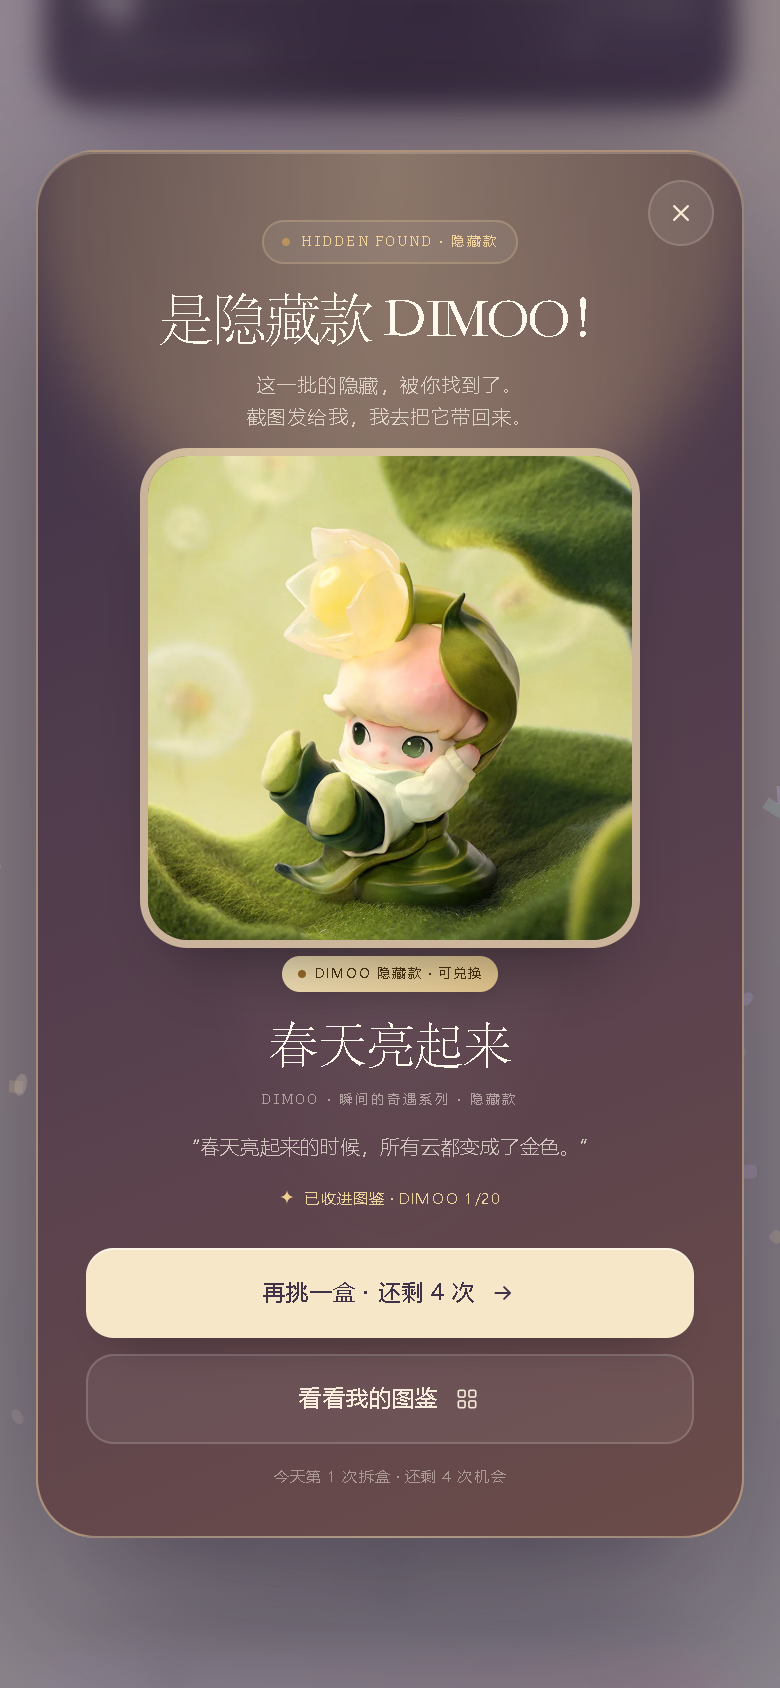 HIDDEN FOUND · 隐藏款
是隐藏款 DIMOO！
这一批的隐藏，被你找到了。
截图发给我，我去把它带回来。
DIMOO 隐藏款 · 可兑换
春天亮起来
DIMOO · 瞬间的奇遇系列 · 隐藏款
“春天亮起来的时候，所有云都变成了金色。”
已收进图鉴 · DIMOO 1/20
再挑一盒 · 还剩 4 次 →
看看我的图鉴
今天第 1 次拆盒 · 还剩 4 次机会